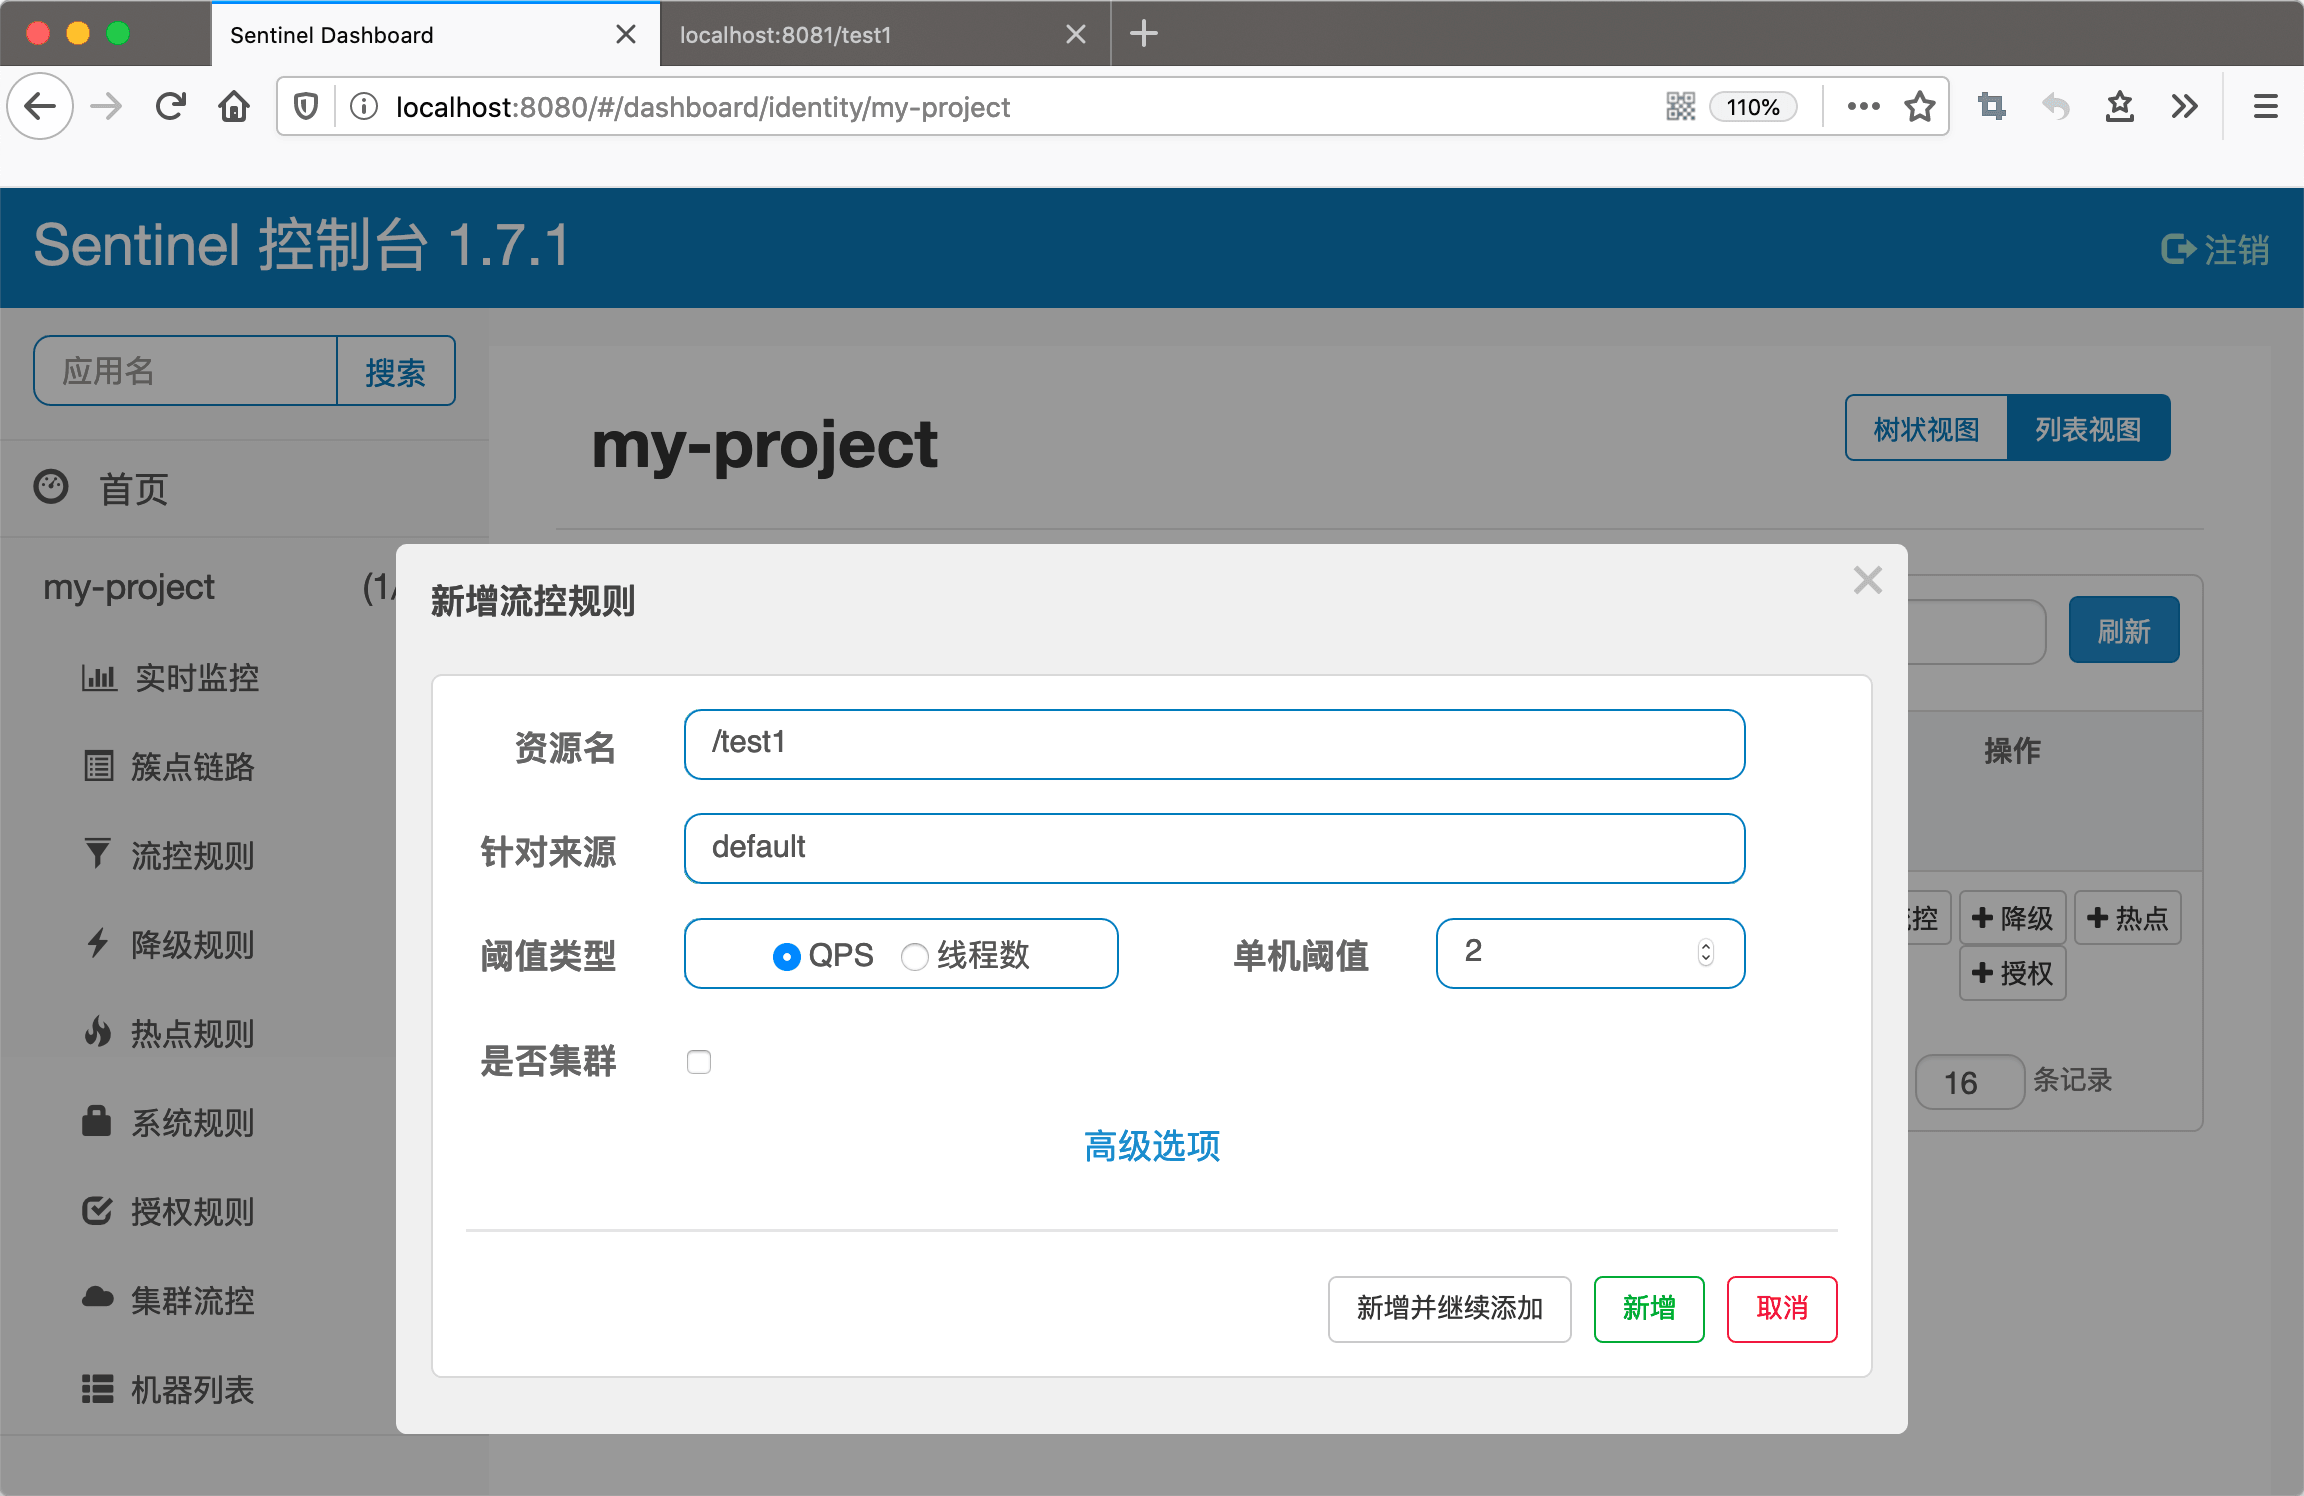 Sentinel Dashboard
localhost:8081/test1
localhost:8080/#/dashboard/identity/my-project
110%
Sentinel 控制台 1.7.1
注销
应用名
搜索
首页
my-project
树状视图
列表视图
my-project (1/
实时监控
簇点链路
流控规则
降级规则
热点规则
系统规则
授权规则
集群流控
机器列表
刷新
操作
控
降级
热点
授权
16 条记录
新增流控规则
资源名 /test1
针对来源 default
阈值类型 QPS 线程数 单机阈值 2
是否集群
高级选项
新增并继续添加 新增 取消